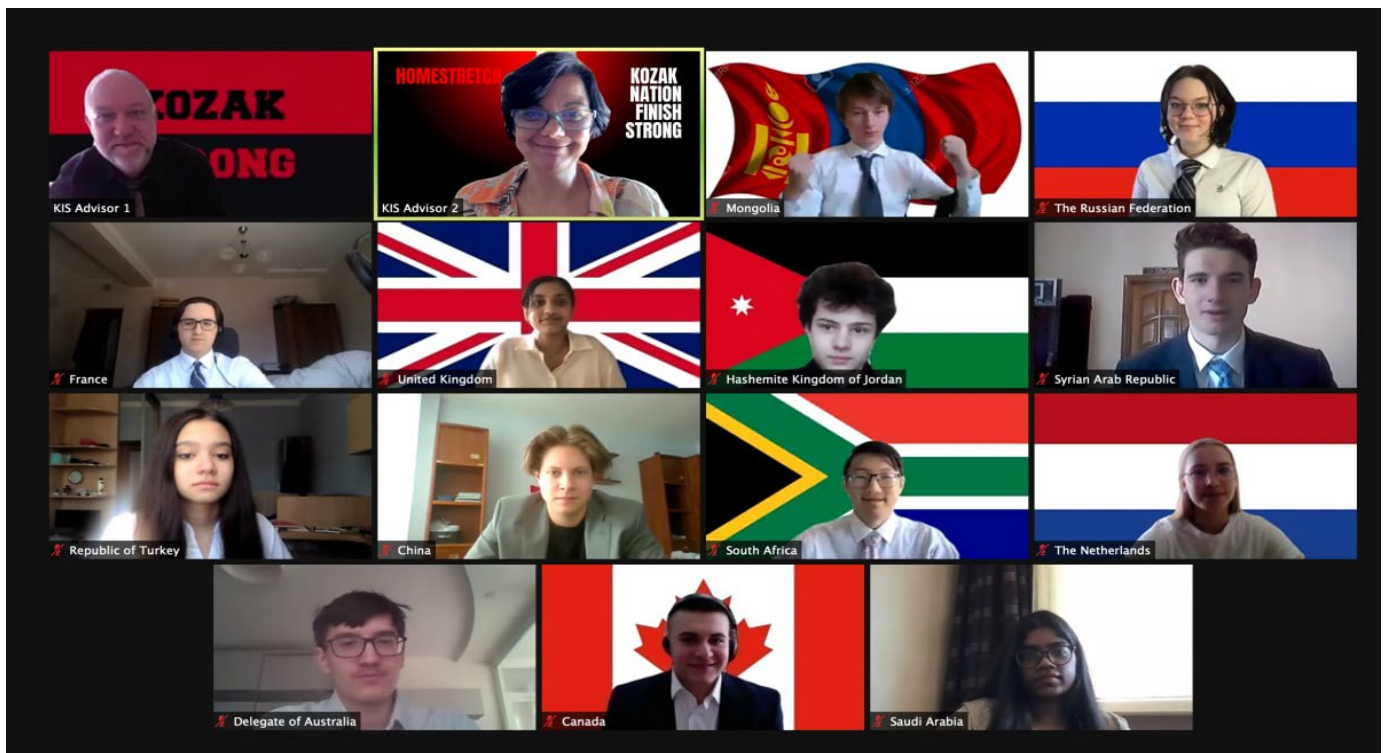 KOZAK
ONG
KIS Advisor 1
HOMESTRETCH
KOZAK
NATION
FINISH
STRONG
KIS Advisor 2
Mongolia
The Russian Federation
France
United Kingdom
Hashemite Kingdom of Jordan
Syrian Arab Republic
Republic of Turkey
China
South Africa
The Netherlands
Delegate of Australia
Canada
Saudi Arabia